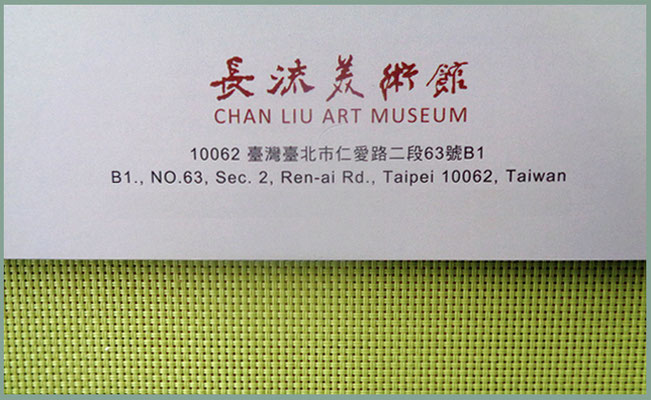 長流美術館
CHAN LIU ART MUSEUM
10062 臺灣臺北市仁愛路二段63號B1
B1., NO.63, Sec. 2, Ren-ai Rd., Taipei 10062, Taiwan